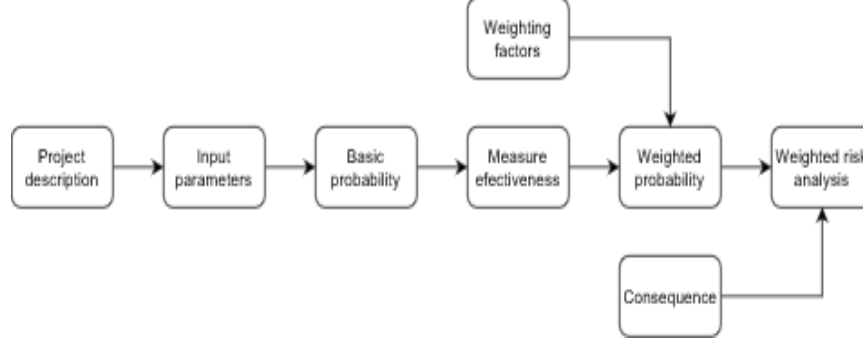 Weighting
factors
Project
description
Input
parameters
Basic
probability
Measure
efectiveness
Weighted
probability
Weighted risk
analysis
Consequence